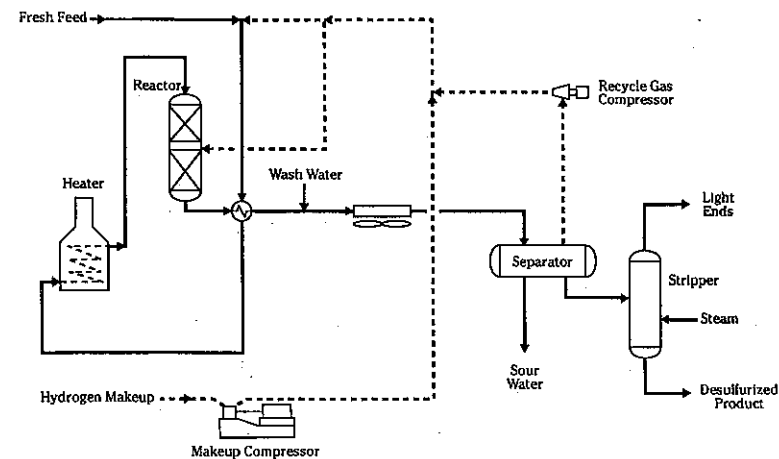 Fresh Feed
Reactor
Recycle Gas
Compressor
Wash Water
Heater
Light
Ends
Separator
Stripper
Steam
Sour
Water
Hydrogen Makeup
Desulfurized
Product
Makeup Compressor